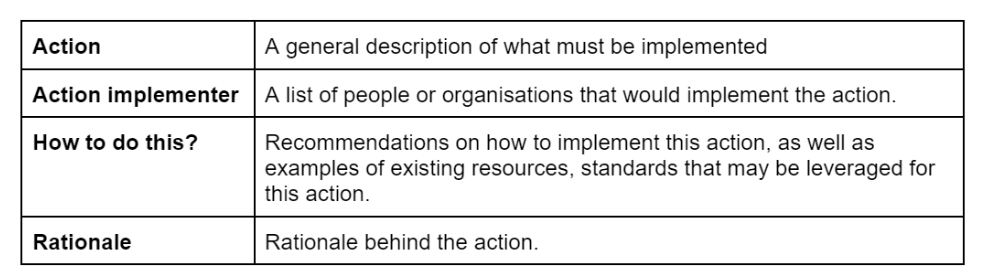 Action
A general description of what must be implemented
Action implementer
A list of people or organisations that would implement the action.
How to do this?
Recommendations on how to implement this action, as well as
examples of existing resources, standards that may be leveraged for
this action.
Rationale
Rationale behind the action.